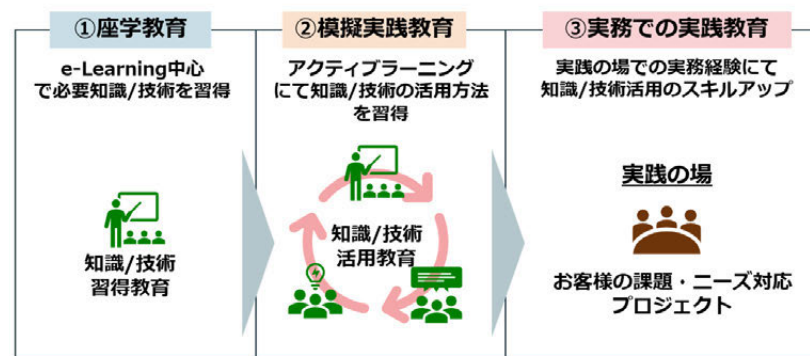 ①座学教育
e-Learning中心
で必要知識/技術を習得
知識/技術
習得教育
②模擬実践教育
アクティブラーニング
にて知識/技術の活用方法
を習得
知識/技術
活用教育
③実務での実践教育
実践の場での実務経験にて
知識/技術活用のスキルアップ
実践の場
お客様の課題・ニーズ対応
プロジェクト